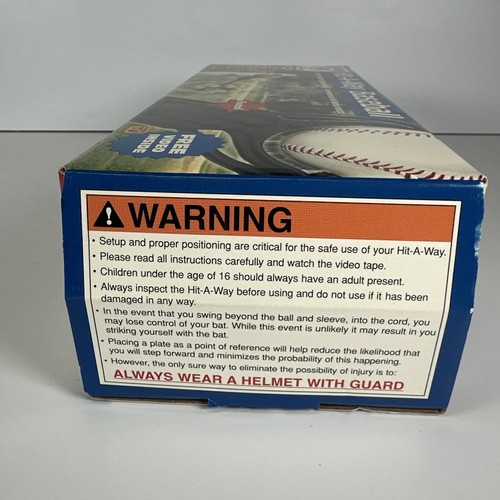 FREE
VIDEO
INSIDE
WARNING
• Setup and proper positioning are critical for the safe use of your Hit-A-Way.
• Please read all instructions carefully and watch the video tape.
• Children under the age of 16 should always have an adult present.
• Always inspect the Hit-A-Way before using and do not use if it has been
damaged in any way.
• In the event that you swing beyond the ball and sleeve, into the cord, you
may lose control of your bat. While this event is unlikely it may result in you
striking yourself with the bat.
• Placing a plate as a point of reference will help reduce the likelihood that
you will step forward and minimizes the probability of this happening.
• However, the only sure way to eliminate the possibility of injury is to:
ALWAYS WEAR A HELMET WITH GUARD